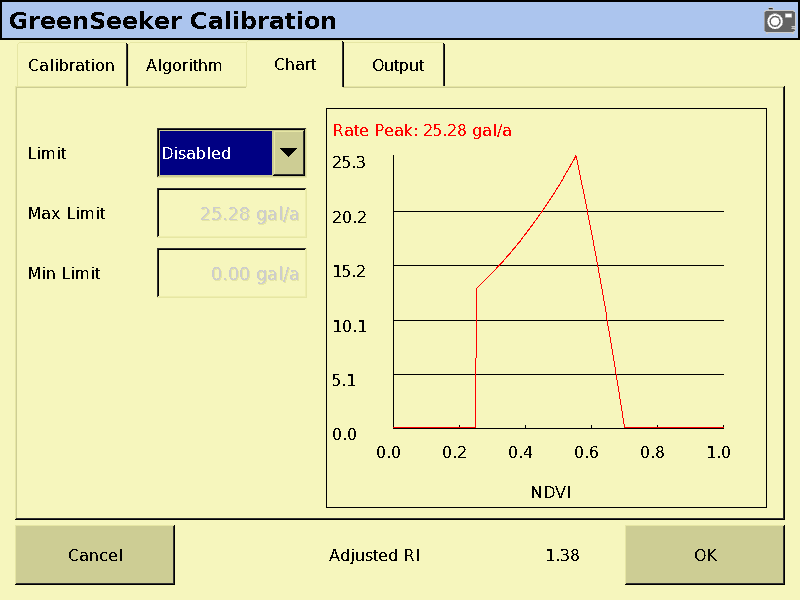 GreenSeeker Calibration
Calibration Algorithm Chart Output
Limit Disabled
Max Limit 25.28 gal/a
Min Limit 0.00 gal/a
Rate Peak: 25.28 gal/a
25.3
20.2
15.2
10.1
5.1
0.0
0.0 0.2 0.4 0.6 0.8 1.0
NDVI
Cancel Adjusted RI 1.38 OK